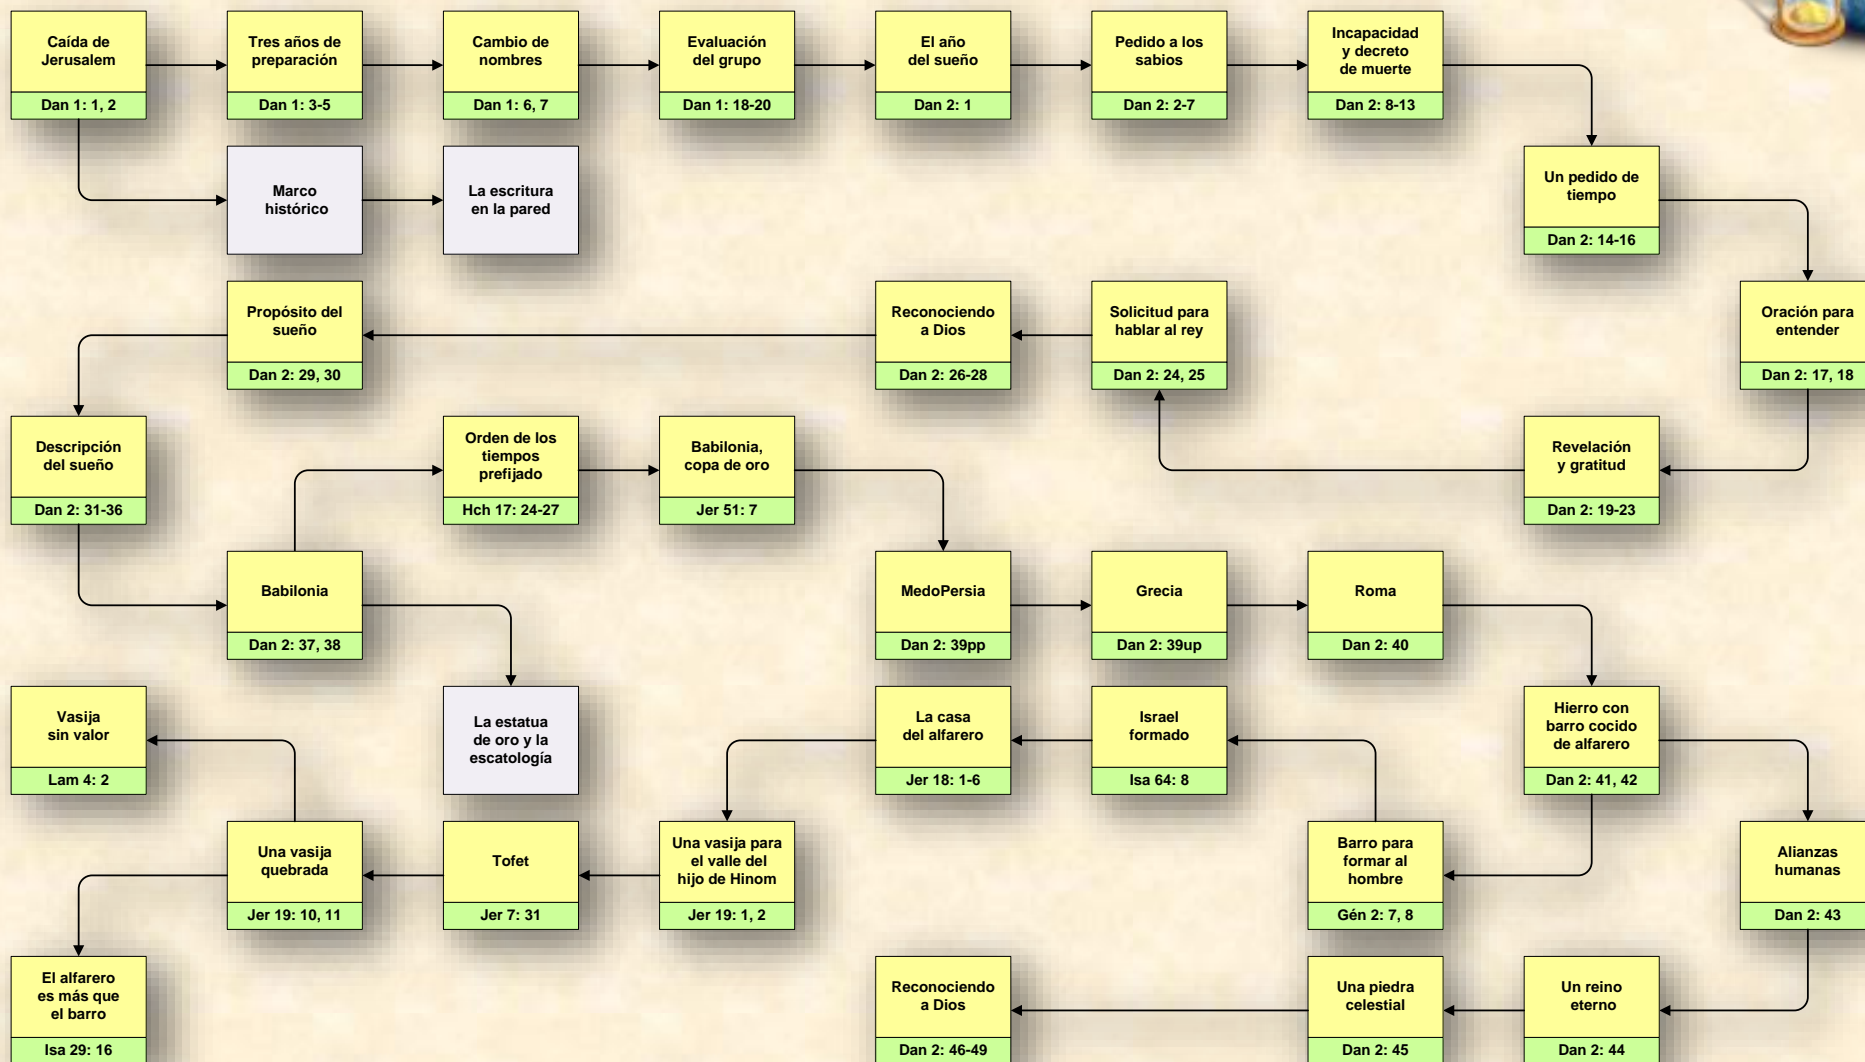 Caída de
Jerusalem
Dan 1: 1, 2
Tres años de
preparación
Dan 1: 3-5
Cambio de
nombres
Dan 1: 6, 7
Evaluación
del grupo
Dan 1: 18-20
El año
del sueño
Dan 2: 1
Pedido a los
sabios
Dan 2: 2-7
Incapacidad
y decreto
de muerte
Dan 2: 8-13
Marco
histórico
La escritura
en la pared
Un pedido de
tiempo
Dan 2: 14-16
Propósito del
sueño
Dan 2: 29, 30
Reconociendo
a Dios
Dan 2: 26-28
Solicitud para
hablar al rey
Dan 2: 24, 25
Oración para
entender
Dan 2: 17, 18
Descripción
del sueño
Dan 2: 31-36
Orden de los
tiempos
prefijado
Hch 17: 24-27
Babilonia,
copa de oro
Jer 51: 7
Revelación
y gratitud
Dan 2: 19-23
Babilonia
Dan 2: 37, 38
MedoPersia
Dan 2: 39pp
Grecia
Dan 2: 39up
Roma
Dan 2: 40
Vasija
sin valor
Lam 4: 2
La estatua
de oro y la
escatología
La casa
del alfarero
Jer 18: 1-6
Israel
formado
Isa 64: 8
Hierro con
barro cocido
de alfarero
Dan 2: 41, 42
Una vasija
quebrada
Jer 19: 10, 11
Tofet
Jer 7: 31
Una vasija para
el valle del
hijo de Hinom
Jer 19: 1, 2
Barro para
formar al
hombre
Gén 2: 7, 8
Alianzas
humanas
Dan 2: 43
El alfarero
es más que
el barro
Isa 29: 16
Reconociendo
a Dios
Dan 2: 46-49
Una piedra
celestial
Dan 2: 45
Un reino
eterno
Dan 2: 44